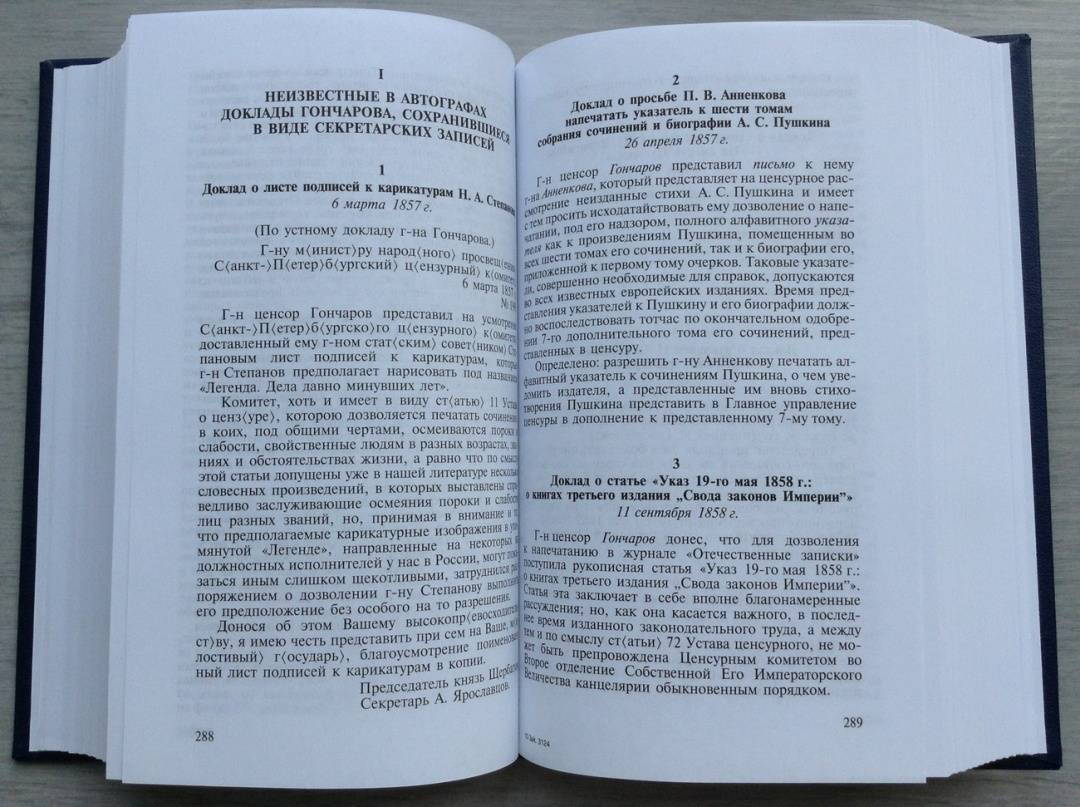 I
НЕИЗВЕСТНЫЕ В АВТОГРАФАХ
ДОКЛАДЫ ГОНЧАРОВА, СОХРАНИВШИЕСЯ
В ВИДЕ СЕКРЕТАРСКИХ ЗАПИСЕЙ
1
Доклад о листе подписей к карикатурам Н. А. Степанова
6 марта 1857 г.
(По устному докладу г-на Гончарова.)
Г-ну м⟨инист⟩ру народ⟨ного⟩
С⟨анкт-⟩П⟨етер⟩б⟨ургский⟩ ц⟨ензурный⟩
6 марта 1857
№
Г-н цензор Гончаров представил на
С⟨анкт-⟩П⟨етер⟩б⟨ургско⟩го ц⟨ензурного⟩
доставленный ему г-ном стат⟨ским⟩ совет⟨ником⟩ Сте-
пановым лист подписей к карикатурам,
г-н Степанов предполагает нарисовать под
«Легенда. Дела давно минувших лет».
Комитет, хоть и имеет в виду ст⟨атью⟩ 11
о ценз⟨уре⟩, которою дозволяется печатать
в коих, под общими чертами, осмеиваются пороки
слабости, свойственные людям в разных возрастах,
ниях и обстоятельствах жизни, а равно что по
этой статьи допущены уже в нашей литературе
словесных произведений, в которых выставлены
ведливо заслуживающие осмеяния пороки и
лиц разных званий, но, принимая в внимание и
что предполагаемые карикатурные изображения в
мянутой «Легенде», направленные на некоторых
должностных исполнителей у нас в России, могут
заться иным слишком щекотливыми, затруднился
поряжением о дозволении г-ну Степанову
его предположение без особого на то разрешения.
Донося об этом Вашему высокопр⟨евосходитель-
ст⟩ву, я имею честь представить при сем на Ваше,
лостивый⟩ г⟨осударь⟩, благоусмотрение
ный лист подписей к карикатурам в копии.
Председатель князь Щербатов.
Секретарь А. Ярославцов.
288
2
Доклад о просьбе П. В. Анненкова
напечатать указатель к шести томам
собрания сочинений и биографии А. С. Пушкина
26 апреля 1857 г.
Г-н цензор Гончаров представил письмо к нему
г-на Анненкова, который представляет на цензурное рас-
смотрение неизданные стихи А. С. Пушкина и имеет
с тем просить исходатайствовать ему дозволение о напе-
чатании, под его надзором, полного алфавитного указа-
теля как к произведениям Пушкина, помещенным во
всех шести томах его сочинений, так и к биографии его,
приложенной к первому тому очерков. Таковые указате-
ли, совершенно необходимые для справок, допускаются
во всех известных европейских изданиях. Время пред-
ставления указателей к Пушкину и его биографии долж-
но воспоследовать тотчас по окончательном одобре-
нии 7-го дополнительного тома его сочинений, пред-
ставленных в цензуру.
Определено: разрешить г-ну Анненкову печатать ал-
фавитный указатель к сочинениям Пушкина, о чем уве-
домить издателя, а представленные им вновь стихо-
творения Пушкина представить в Главное управление
цензуры в дополнение к представленному 7-му тому.
3
Доклад о статье «Указ 19-го мая 1858 г.:
о книгах третьего издания „Свода законов Империи”»
11 сентября 1858 г.
Г-н цензор Гончаров донес, что для дозволения
к напечатанию в журнале «Отечественные записки»
поступила рукописная статья «Указ 19-го мая 1858 г.:
о книгах третьего издания „Свода законов Империи”».
Статья эта заключает в себе вполне благонамеренные
рассуждения; но, как она касается важного, в послед-
нее время изданного законодательного труда, а между
тем и по смыслу ст⟨атьи⟩ 72 Устава цензурного, не мо-
жет быть препровождена Цензурным комитетом во
Второе отделение Собственной Его Императорского
Величества канцелярии обыкновенным порядком.
10 Зак. 3124
289